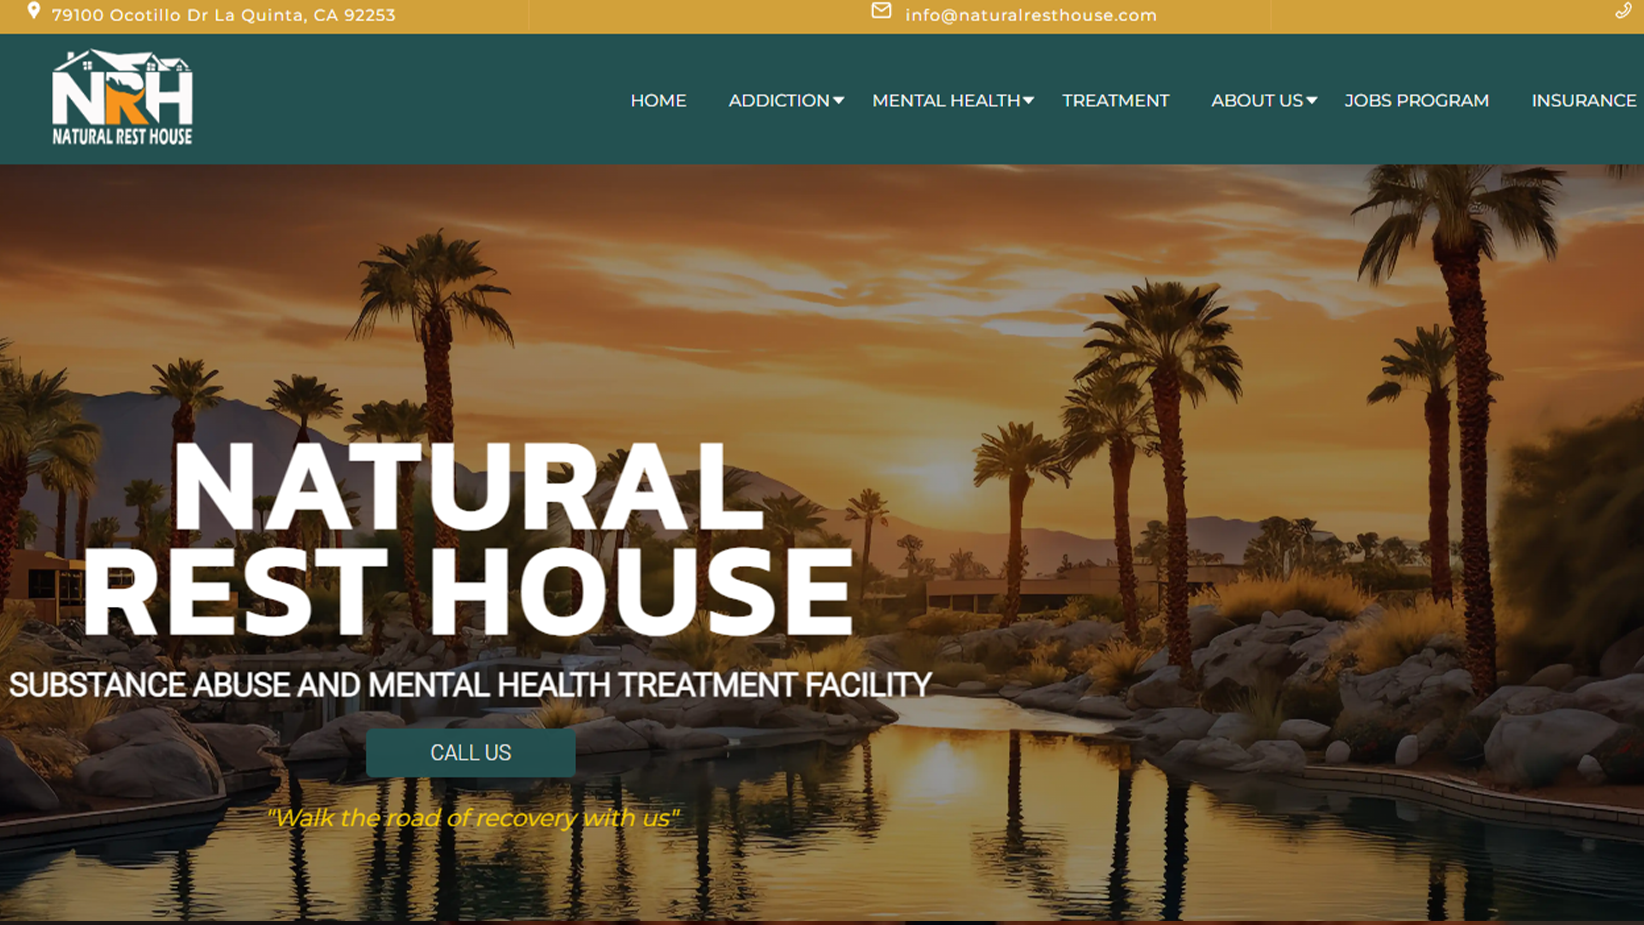 79100 Ocotillo Dr La Quinta, CA 92253
info@naturalresthouse.com
NRH
NATURAL REST HOUSE
HOME
ADDICTION
MENTAL HEALTH
TREATMENT
ABOUT US
JOBS PROGRAM
INSURANCE
NATURAL
REST HOUSE
SUBSTANCE ABUSE AND MENTAL HEALTH TREATMENT FACILITY
CALL US
"Walk the road of recovery with us"